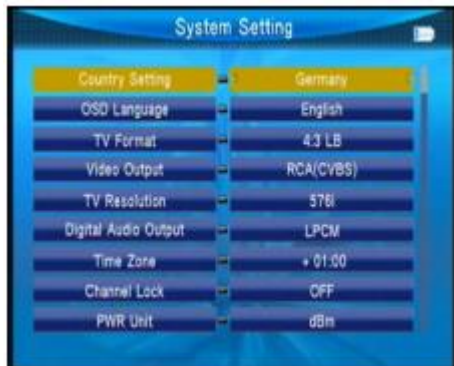 System Setting
Country Setting Germany
OSD Language English
TV Format 4:3 LB
Video Output RCA(CVBS)
TV Resolution 576i
Digital Audio Output LPCM
Time Zone + 01:00
Channel Lock OFF
PWR Unit dBm